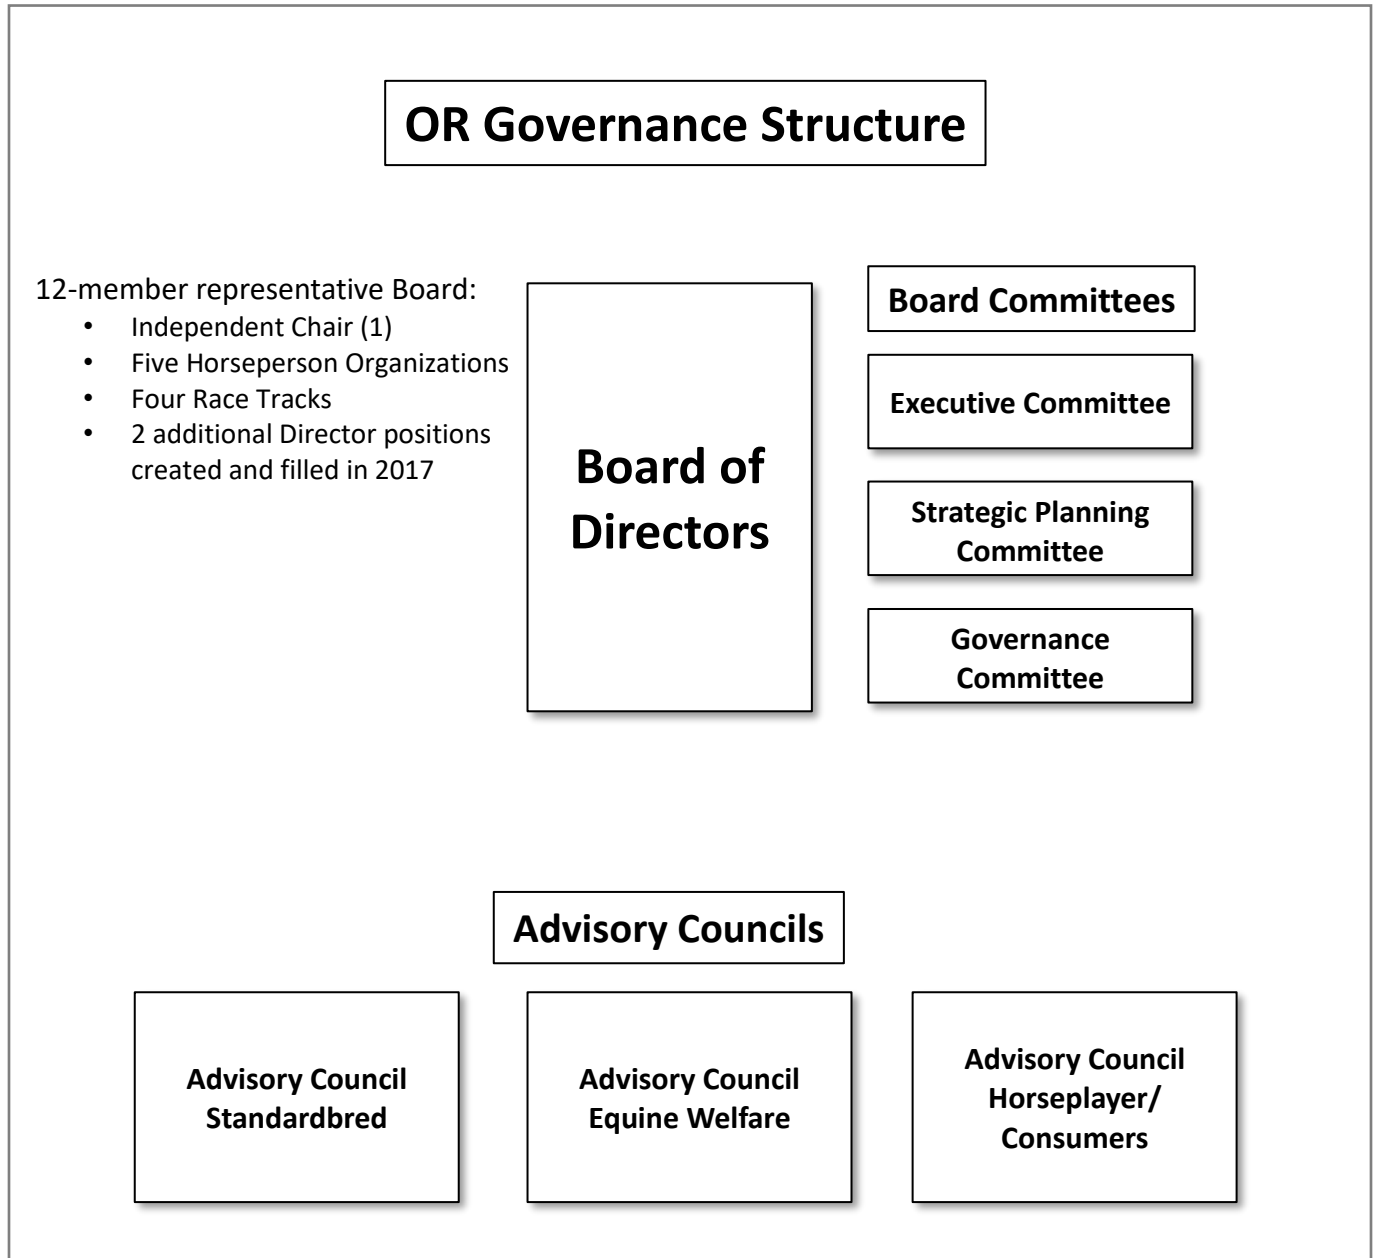 OR Governance Structure
12-member representative Board:
• Independent Chair (1)
• Five Horseperson Organizations
• Four Race Tracks
• 2 additional Director positions
created and filled in 2017
Board of
Directors
Board Committees
Executive Committee
Strategic Planning
Committee
Governance
Committee
Advisory Councils
Advisory Council
Standardbred
Advisory Council
Equine Welfare
Advisory Council
Horseplayer/
Consumers